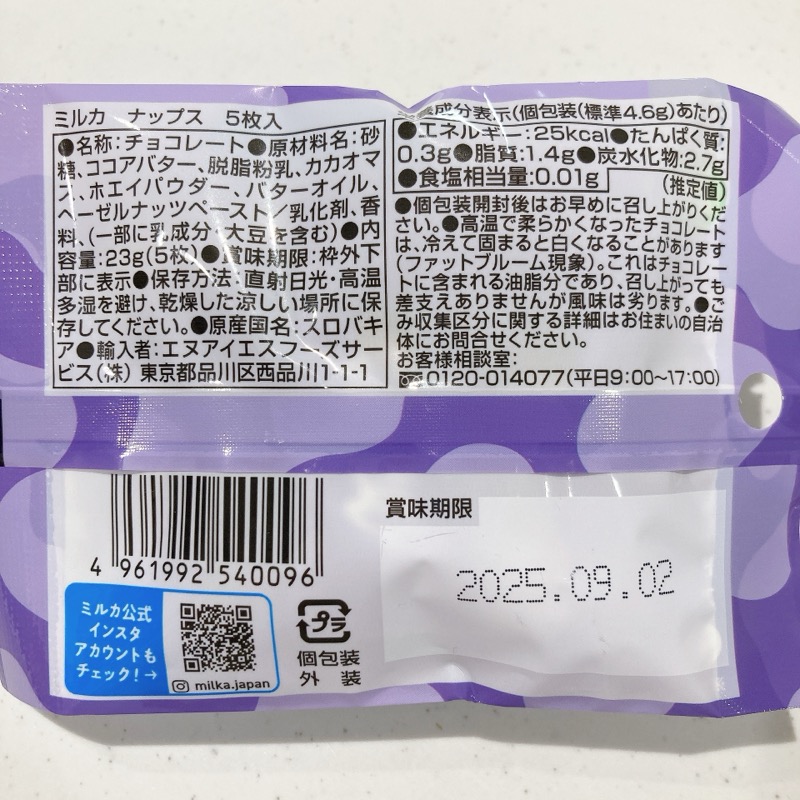 ミルカ ナップス 5枚入
●名称:チョコレート●原材料名:砂
糖、ココアバター、脱脂粉乳、カカオマ
ス、ホエイパウダー、バターオイル、
ヘーゼルナッツペースト/乳化剤、香
料、(一部に乳成分・大豆を含む)●内
容量:23g(5枚)●賞味期限:枠外下
部に表示●保存方法:直射日光・高温
多湿を避け、乾燥した涼しい場所に保
存してください。●原産国名:スロバキ
ア●輸入者:エヌアイエスフーズサー
ビス(株) 東京都品川区西品川1-1-1
養成分表示(個包装(標準4.6g)あたり)
●エネルギー:25kcal●たんぱく質:
0.3g●脂質:1.4g●炭水化物:2.7g
●食塩相当量:0.01g
(推定値)
●個包装開封後はお早めに召し上がりくだ
さい。●高温で柔らかくなったチョコレート
は、冷えて固まると白くなることがあります
(ファットブルーム現象)。これはチョコレー
トに含まれる油脂分であり、召し上がっても
差支えありませんが風味は劣ります。●ご
み収集区分に関する詳細はお住まいの自治
体にお問合せください。
お客様相談室:
0120-014077(平日9:00~17:00)
4 961992 540096
賞味期限
2025.09.02
ミルカ公式
インスタ
アカウントも
チェック!→
milka.japan
プラ
個包装
外 装